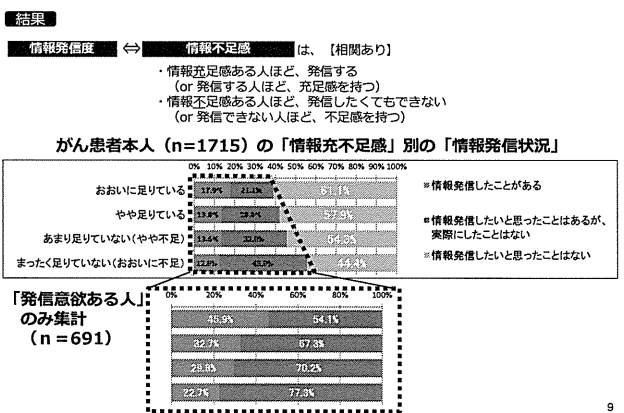 結果
情報発信度 ⇔ 情報不足感 は、【相関あり】
・情報充足感ある人ほど、発信する
（or 発信する人ほど、充足感を持つ）
・情報不足感ある人ほど、発信したくてもできない
（or 発信できない人ほど、不足感を持つ）
がん患者本人（n=1715）の「情報充不足感」別の「情報発信状況」
0% 10% 20% 30% 40% 50% 60% 70% 80% 90% 100%
おおいに足りている 17.9% 21.1% 61.1%
やや足りている
あまり足りていない（やや不足） 13.6%
まったく足りていない（おおいに不足） 12.8%
※情報発信したことがある
※情報発信したいと思ったことはあるが、
実際にしたことはない
※情報発信したいと思ったことはない
「発信意欲ある人」
のみ集計
（n=691）
0% 20% 40% 60% 80% 100%
45.9% 54.1%
32.7% 67.3%
29.8% 70.2%
22.7% 77.3%
9